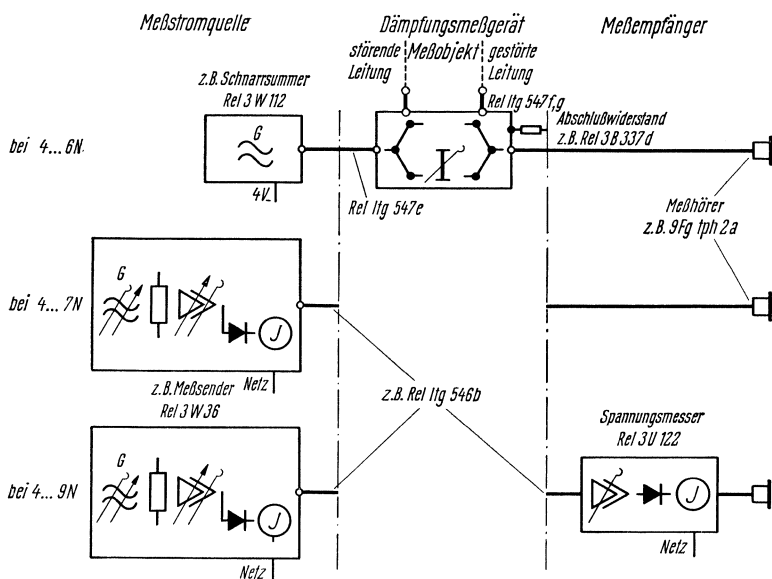 Meßstromquelle
Dämpfungsmeßgerät
Meßempfänger
störende
Leitung
Meßobjekt
gestörte
Leitung
z.B. Schnarrsummer
Rel 3 W 112
Rel ltg 547f,g
Abschlußwiderstand
z.B. Rel 3B 337d
bei 4...6N
G
4V-
Rel ltg 547e
Meßhörer
z.B. 9Fg tph 2a
bei 4...7N
G
J
Netz
z.B. Meßsender
Rel 3 W 36
z.B. Rel ltg 546b
Spannungsmesser
Rel 3U 122
bei 4...9N
G
J
J
Netz
Netz